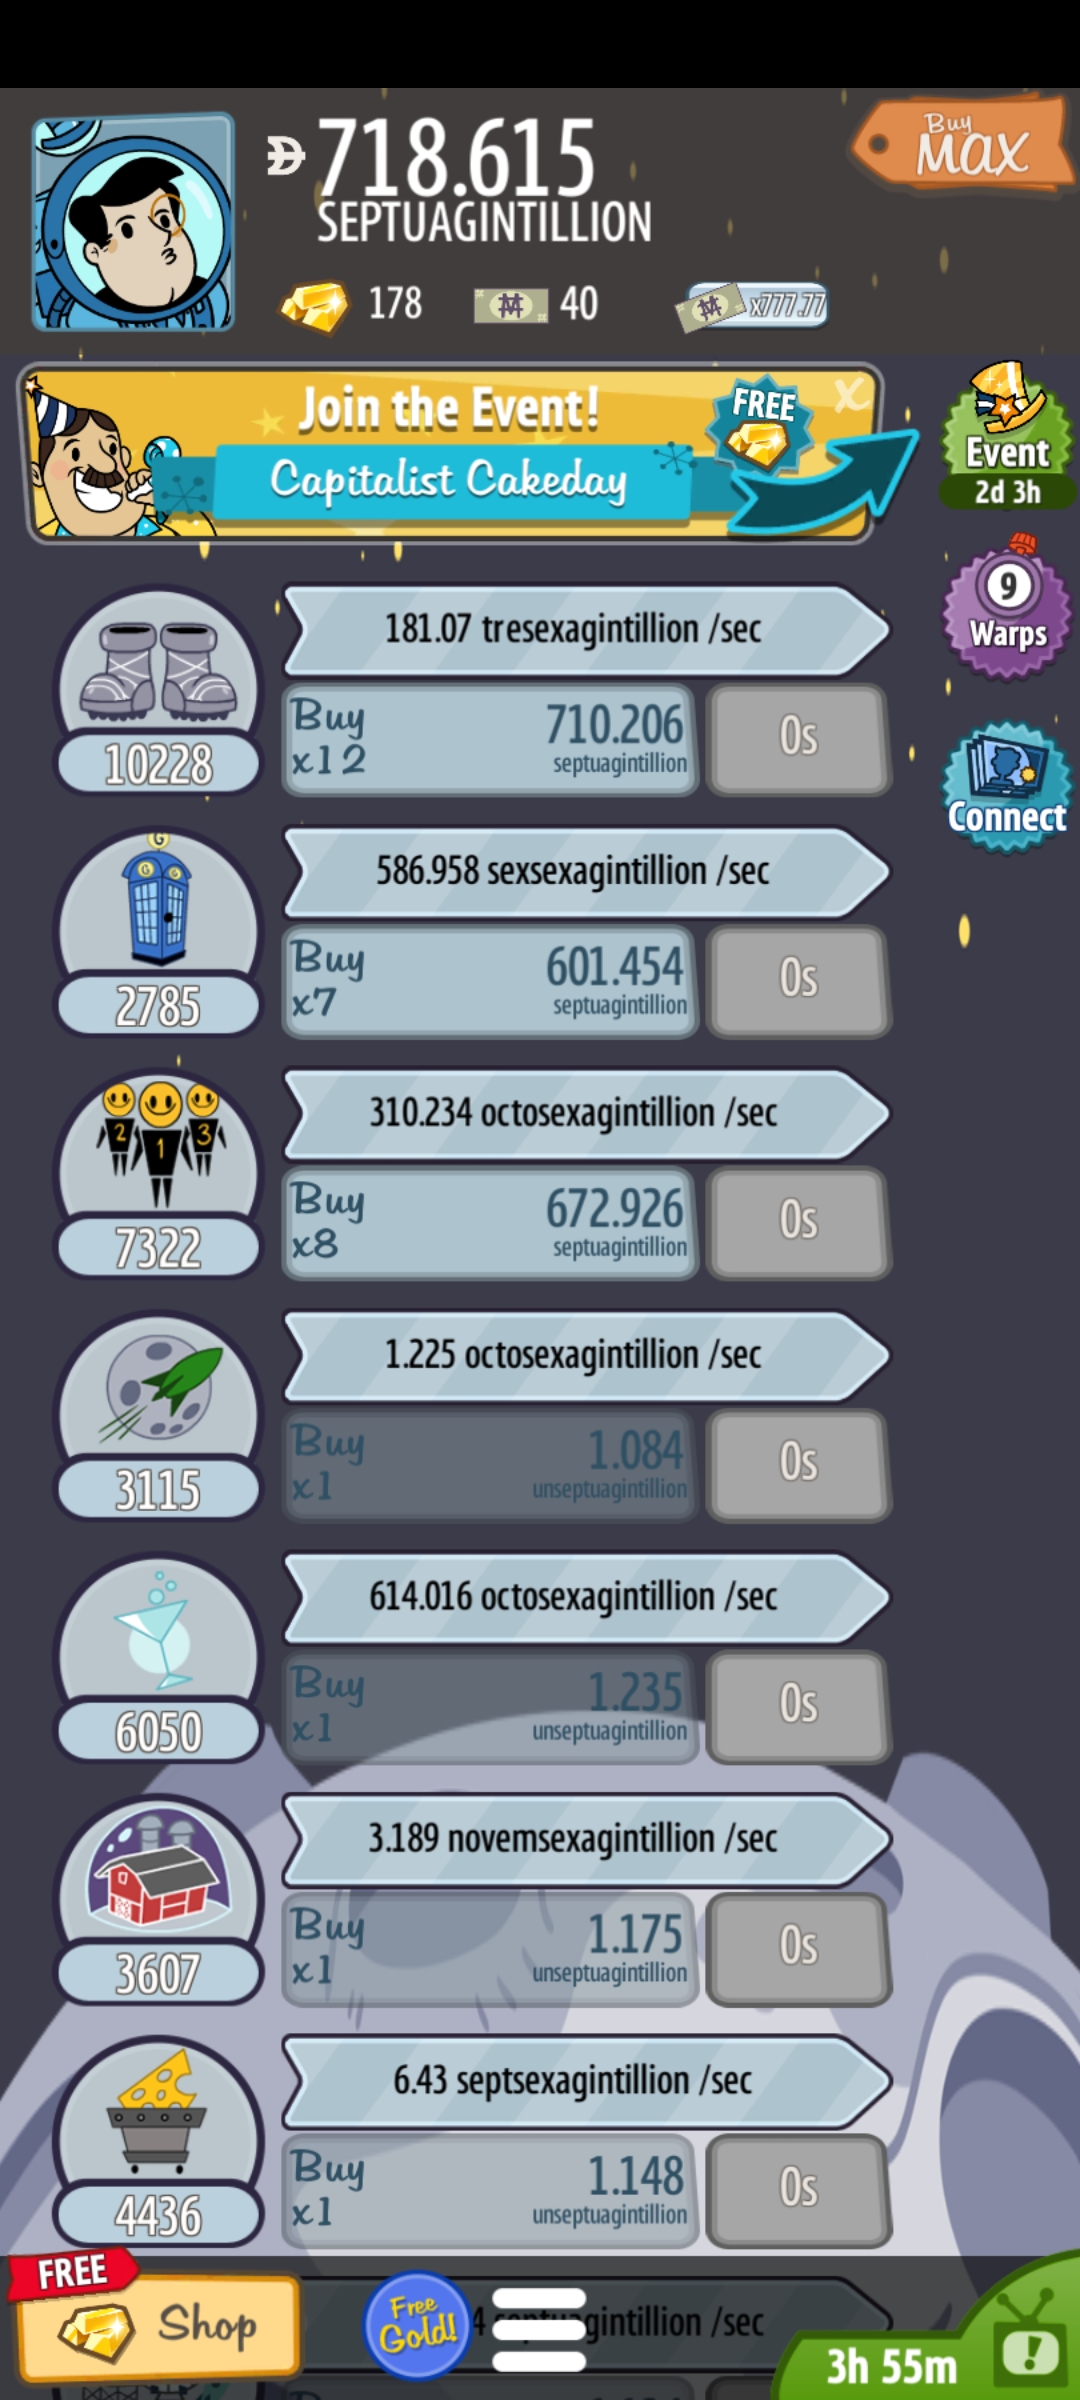 718.615
SEPTUAGINTILLION
Buy
MAX
178
40
x777.77
Join the Event!
FREE
X
Capitalist Cakeday
Event
2d 3h
181.07 tresexagintillion /sec
9
Warps
Buy
x12
710.206
septuagintillion
0s
10228
Connect
586.958 sexsexagintillion /sec
G
G
G
Buy
x7
601.454
septuagintillion
0s
2785
310.234 octosexagintillion /sec
2
1
3
Buy
x8
672.926
septuagintillion
0s
7322
1.225 octosexagintillion /sec
Buy
x1
1.084
unseptuagintillion
0s
3115
614.016 octosexagintillion /sec
Buy
x1
1.235
unseptuagintillion
0s
6050
3.189 novemsexagintillion /sec
Buy
x1
1.175
unseptuagintillion
0s
3607
6.43 septsexagintillion /sec
Buy
x1
1.148
unseptuagintillion
0s
4436
FREE
Shop
Free
Gold!
/sec
3h 55m
!